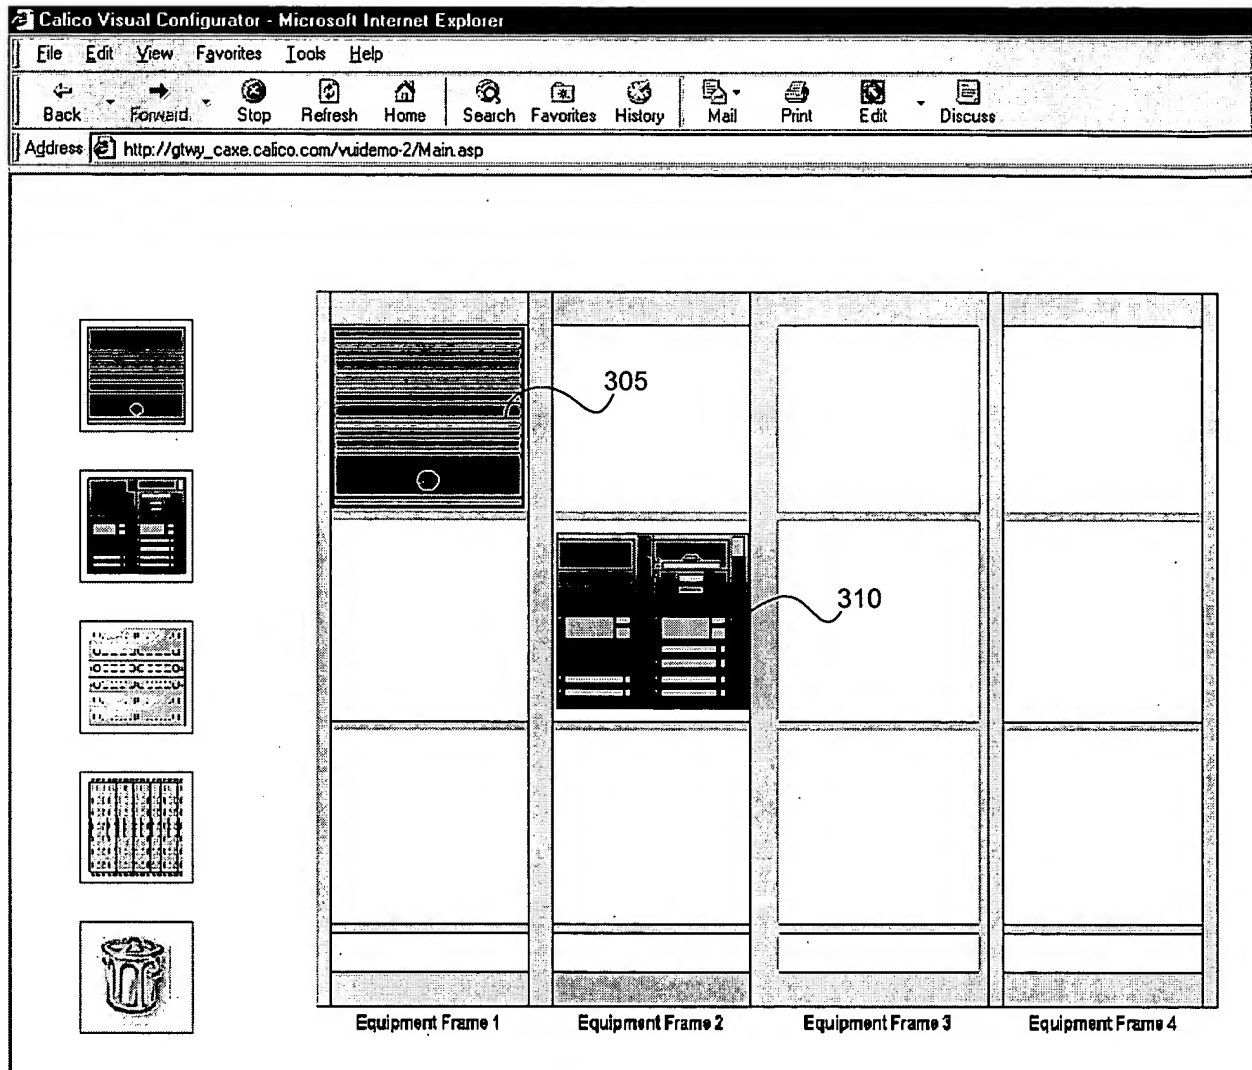 Calico Visual Configurator - Microsoft Internet Explorer
File Edit View Favorites Tools Help
Back Forward Stop Refresh Home Search Favorites History Mail Print Edit Discuss
Address http://gtwy_caxe.calico.com/vuidemo-2/Main.asp
305
310
Equipment Frame 1 Equipment Frame 2 Equipment Frame 3 Equipment Frame 4